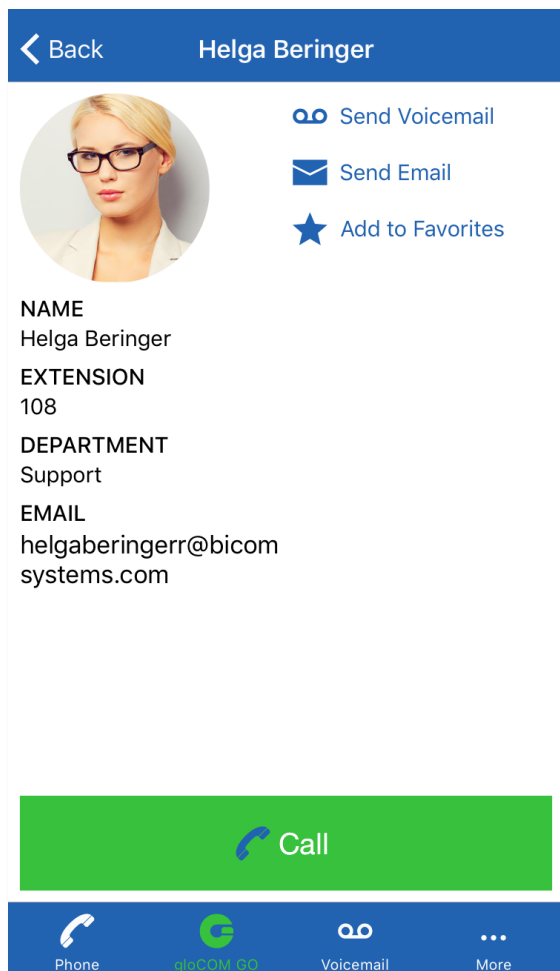 Back
Helga Beringer
Send Voicemail
Send Email
Add to Favorites
NAME
Helga Beringer
EXTENSION
108
DEPARTMENT
Support
EMAIL
helgaberingerr@bicom
systems.com
Call
Phone
gloCOM GO
Voicemail
More